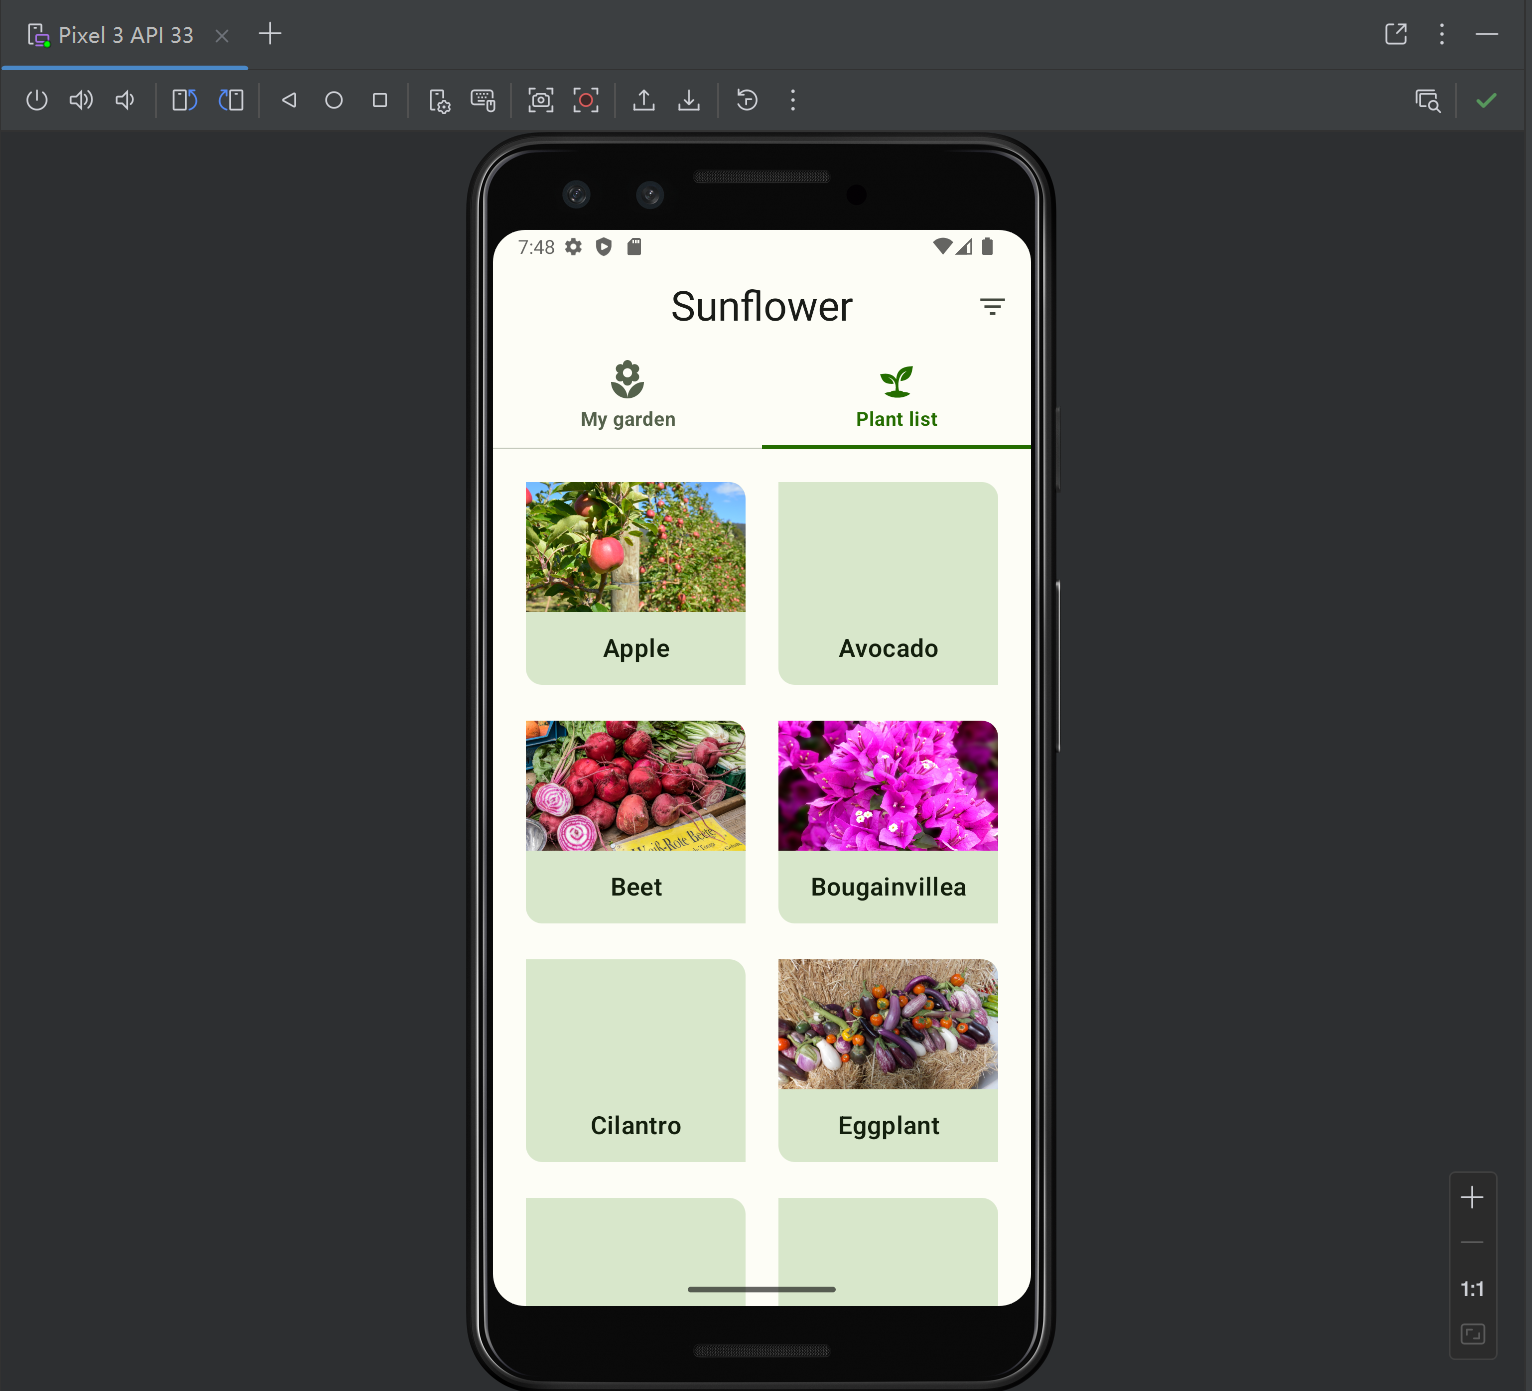 Pixel 3 API 33
7:48
Sunflower
My garden
Plant list
Apple
Avocado
Beet
Bougainvillea
Cilantro
Eggplant
1:1